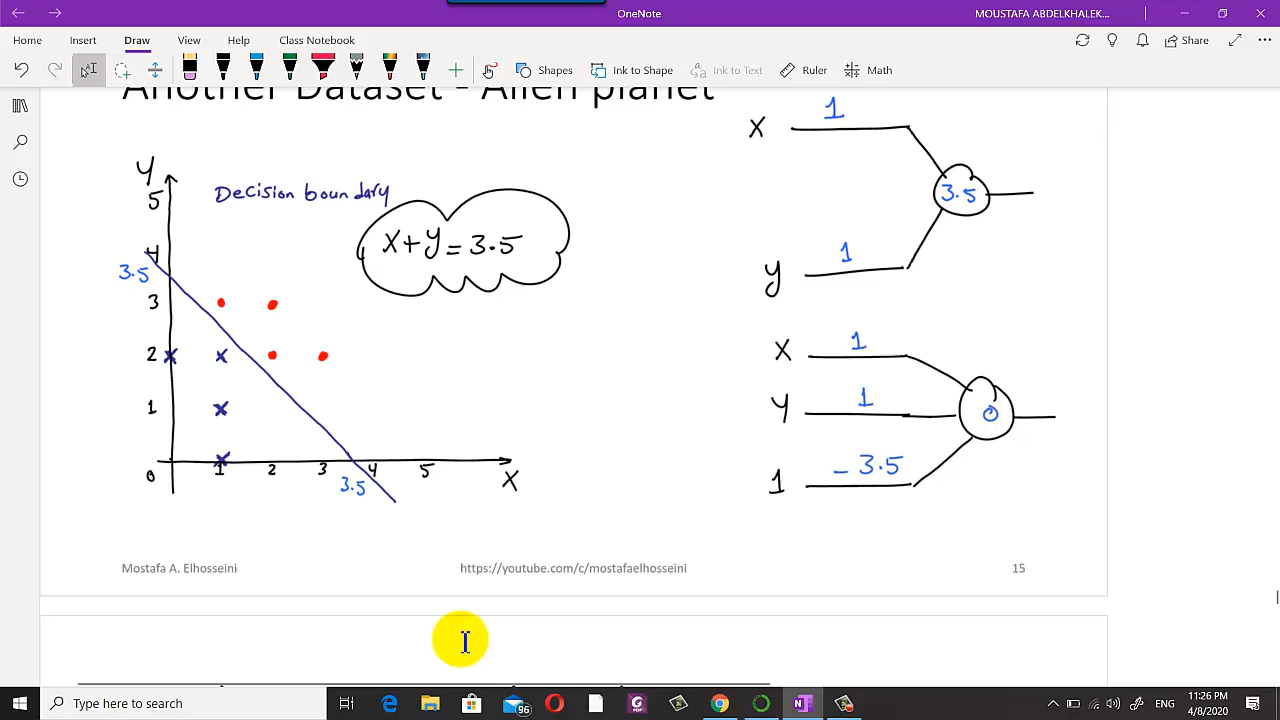 OneNote
MOUSTAFA ABDELKHALEK...
Home Insert Draw View Help Class Notebook
Share
Shapes Ink to Shape Ink to Text Ruler Math
Another Dataset - Alien planet
Y
5
4
3.5
3
2
1
0
1 2 3 4 5
3.5
X
Decision boundary
x+y=3.5
x 1
3.5
y 1
X 1
Y 1
0
1 -3.5
Mostafa A. Elhosseini https://youtube.com/c/mostafaelhosseini 15
Type here to search
96
ENG
11:26 PM
4/8/2020